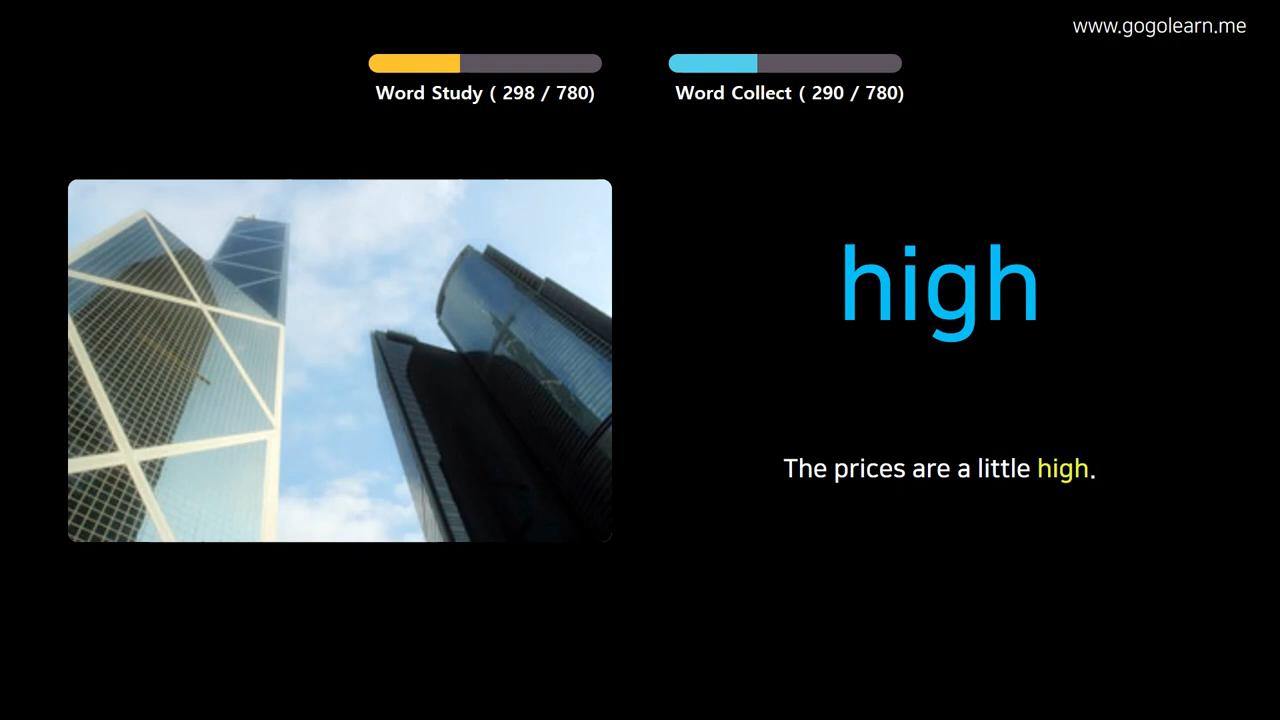 www.gogolearn.me
Word Study ( 298 / 780)
Word Collect ( 290 / 780)
high
The prices are a little high.